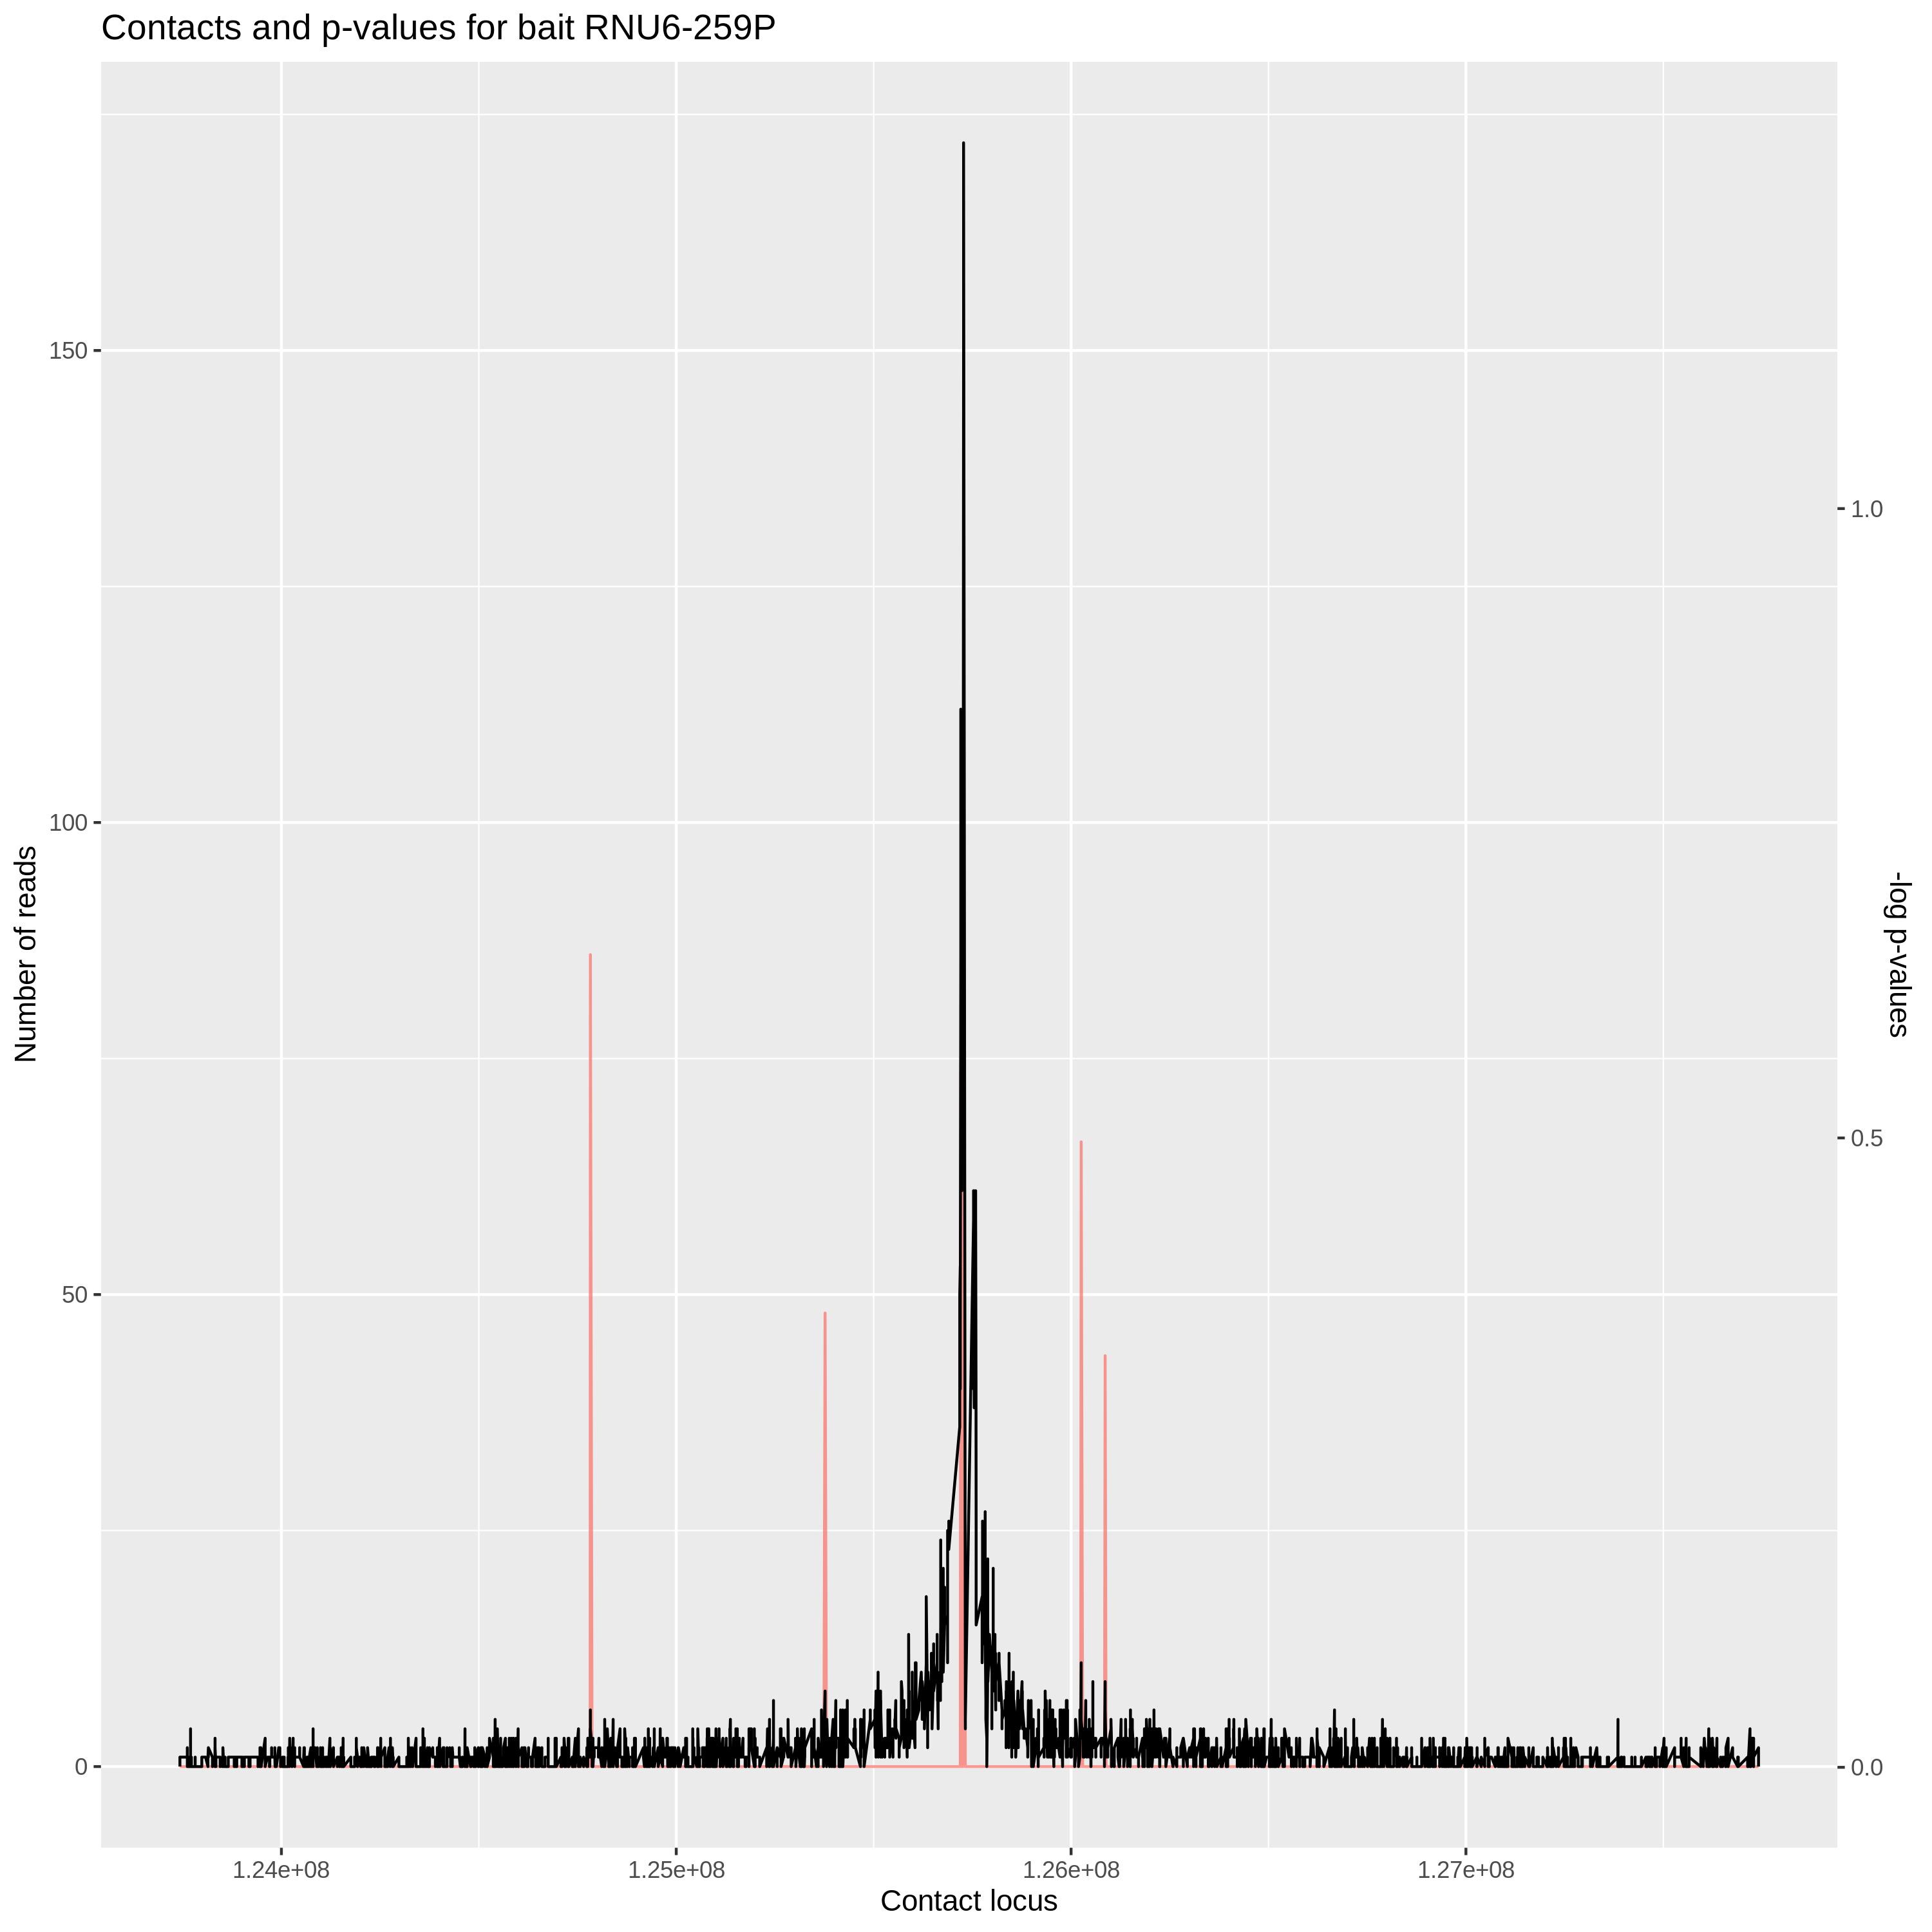 Contacts and p-values for bait RNU6-259P
150
100
50
0
Number of reads
1.0
0.5
0.0
-log p-values
1.24e+08 1.25e+08 1.26e+08 1.27e+08
Contact locus